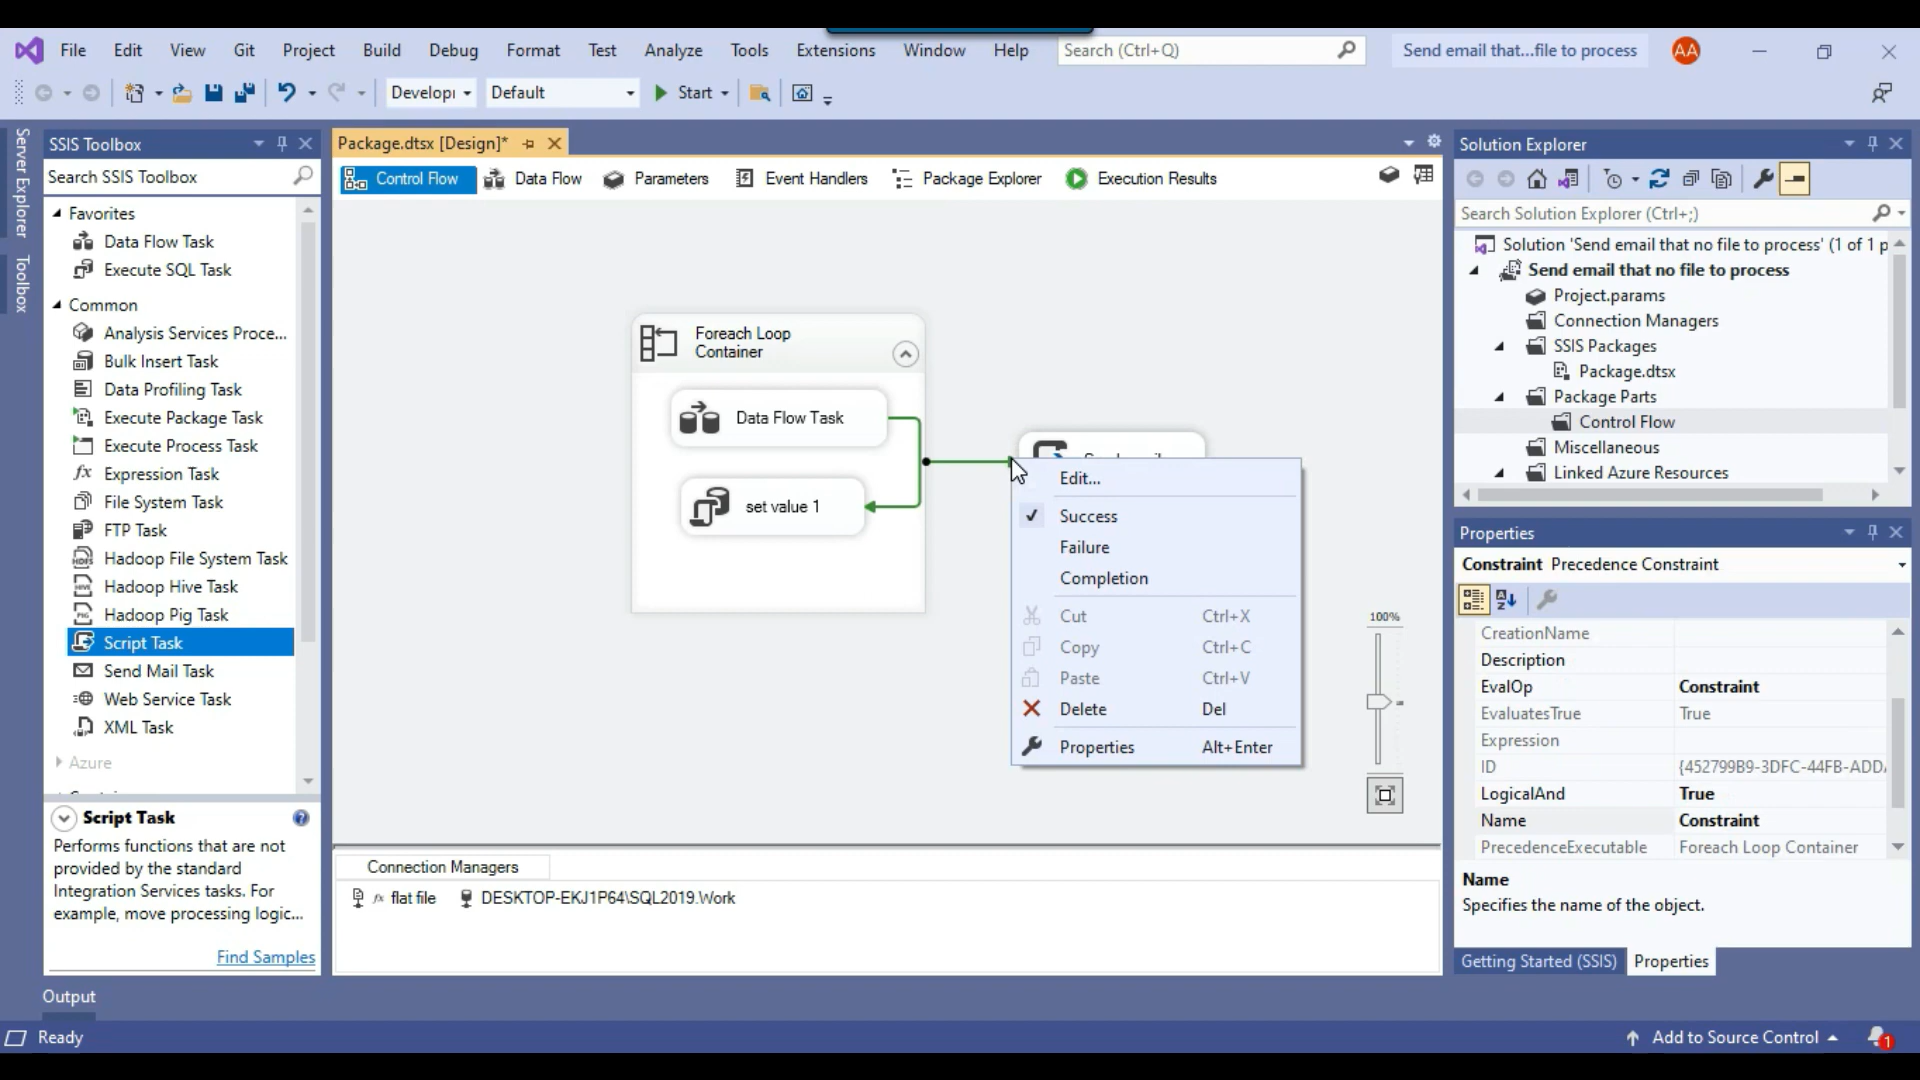 File Edit View Git Project Build Debug Format Test Analyze Tools Extensions Window Help Search (Ctrl+Q) Send email that...file to process AA
Develop Default Start
Server Explorer
Toolbox
SSIS Toolbox
Search SSIS Toolbox
Favorites
Data Flow Task
Execute SQL Task
Common
Analysis Services Proce...
Bulk Insert Task
Data Profiling Task
Execute Package Task
Execute Process Task
Expression Task
File System Task
FTP Task
Hadoop File System Task
Hadoop Hive Task
Hadoop Pig Task
Script Task
Send Mail Task
Web Service Task
XML Task
Azure
Script Task
Performs functions that are not
provided by the standard
Integration Services tasks. For
example, move processing logic...
Find Samples
Package.dtsx [Design]*
Control Flow Data Flow Parameters Event Handlers Package Explorer Execution Results
Foreach Loop
Container
Data Flow Task
set value 1
Edit...
Success
Failure
Completion
Cut Ctrl+X
Copy Ctrl+C
Paste Ctrl+V
Delete Del
Properties Alt+Enter
100%
Connection Managers
flat file DESKTOP-EKJ1P64\SQL2019.Work
Solution Explorer
Search Solution Explorer (Ctrl+;)
Solution 'Send email that no file to process' (1 of 1 p
Send email that no file to process
Project.params
Connection Managers
SSIS Packages
Package.dtsx
Package Parts
Control Flow
Miscellaneous
Linked Azure Resources
Properties
Constraint Precedence Constraint
CreationName
Description
EvalOp Constraint
EvaluatesTrue True
Expression
ID {452799B9-3DFC-44FB-ADD
LogicalAnd True
Name Constraint
PrecedenceExecutable Foreach Loop Container
Name
Specifies the name of the object.
Getting Started (SSIS) Properties
Output
Ready
Add to Source Control 1